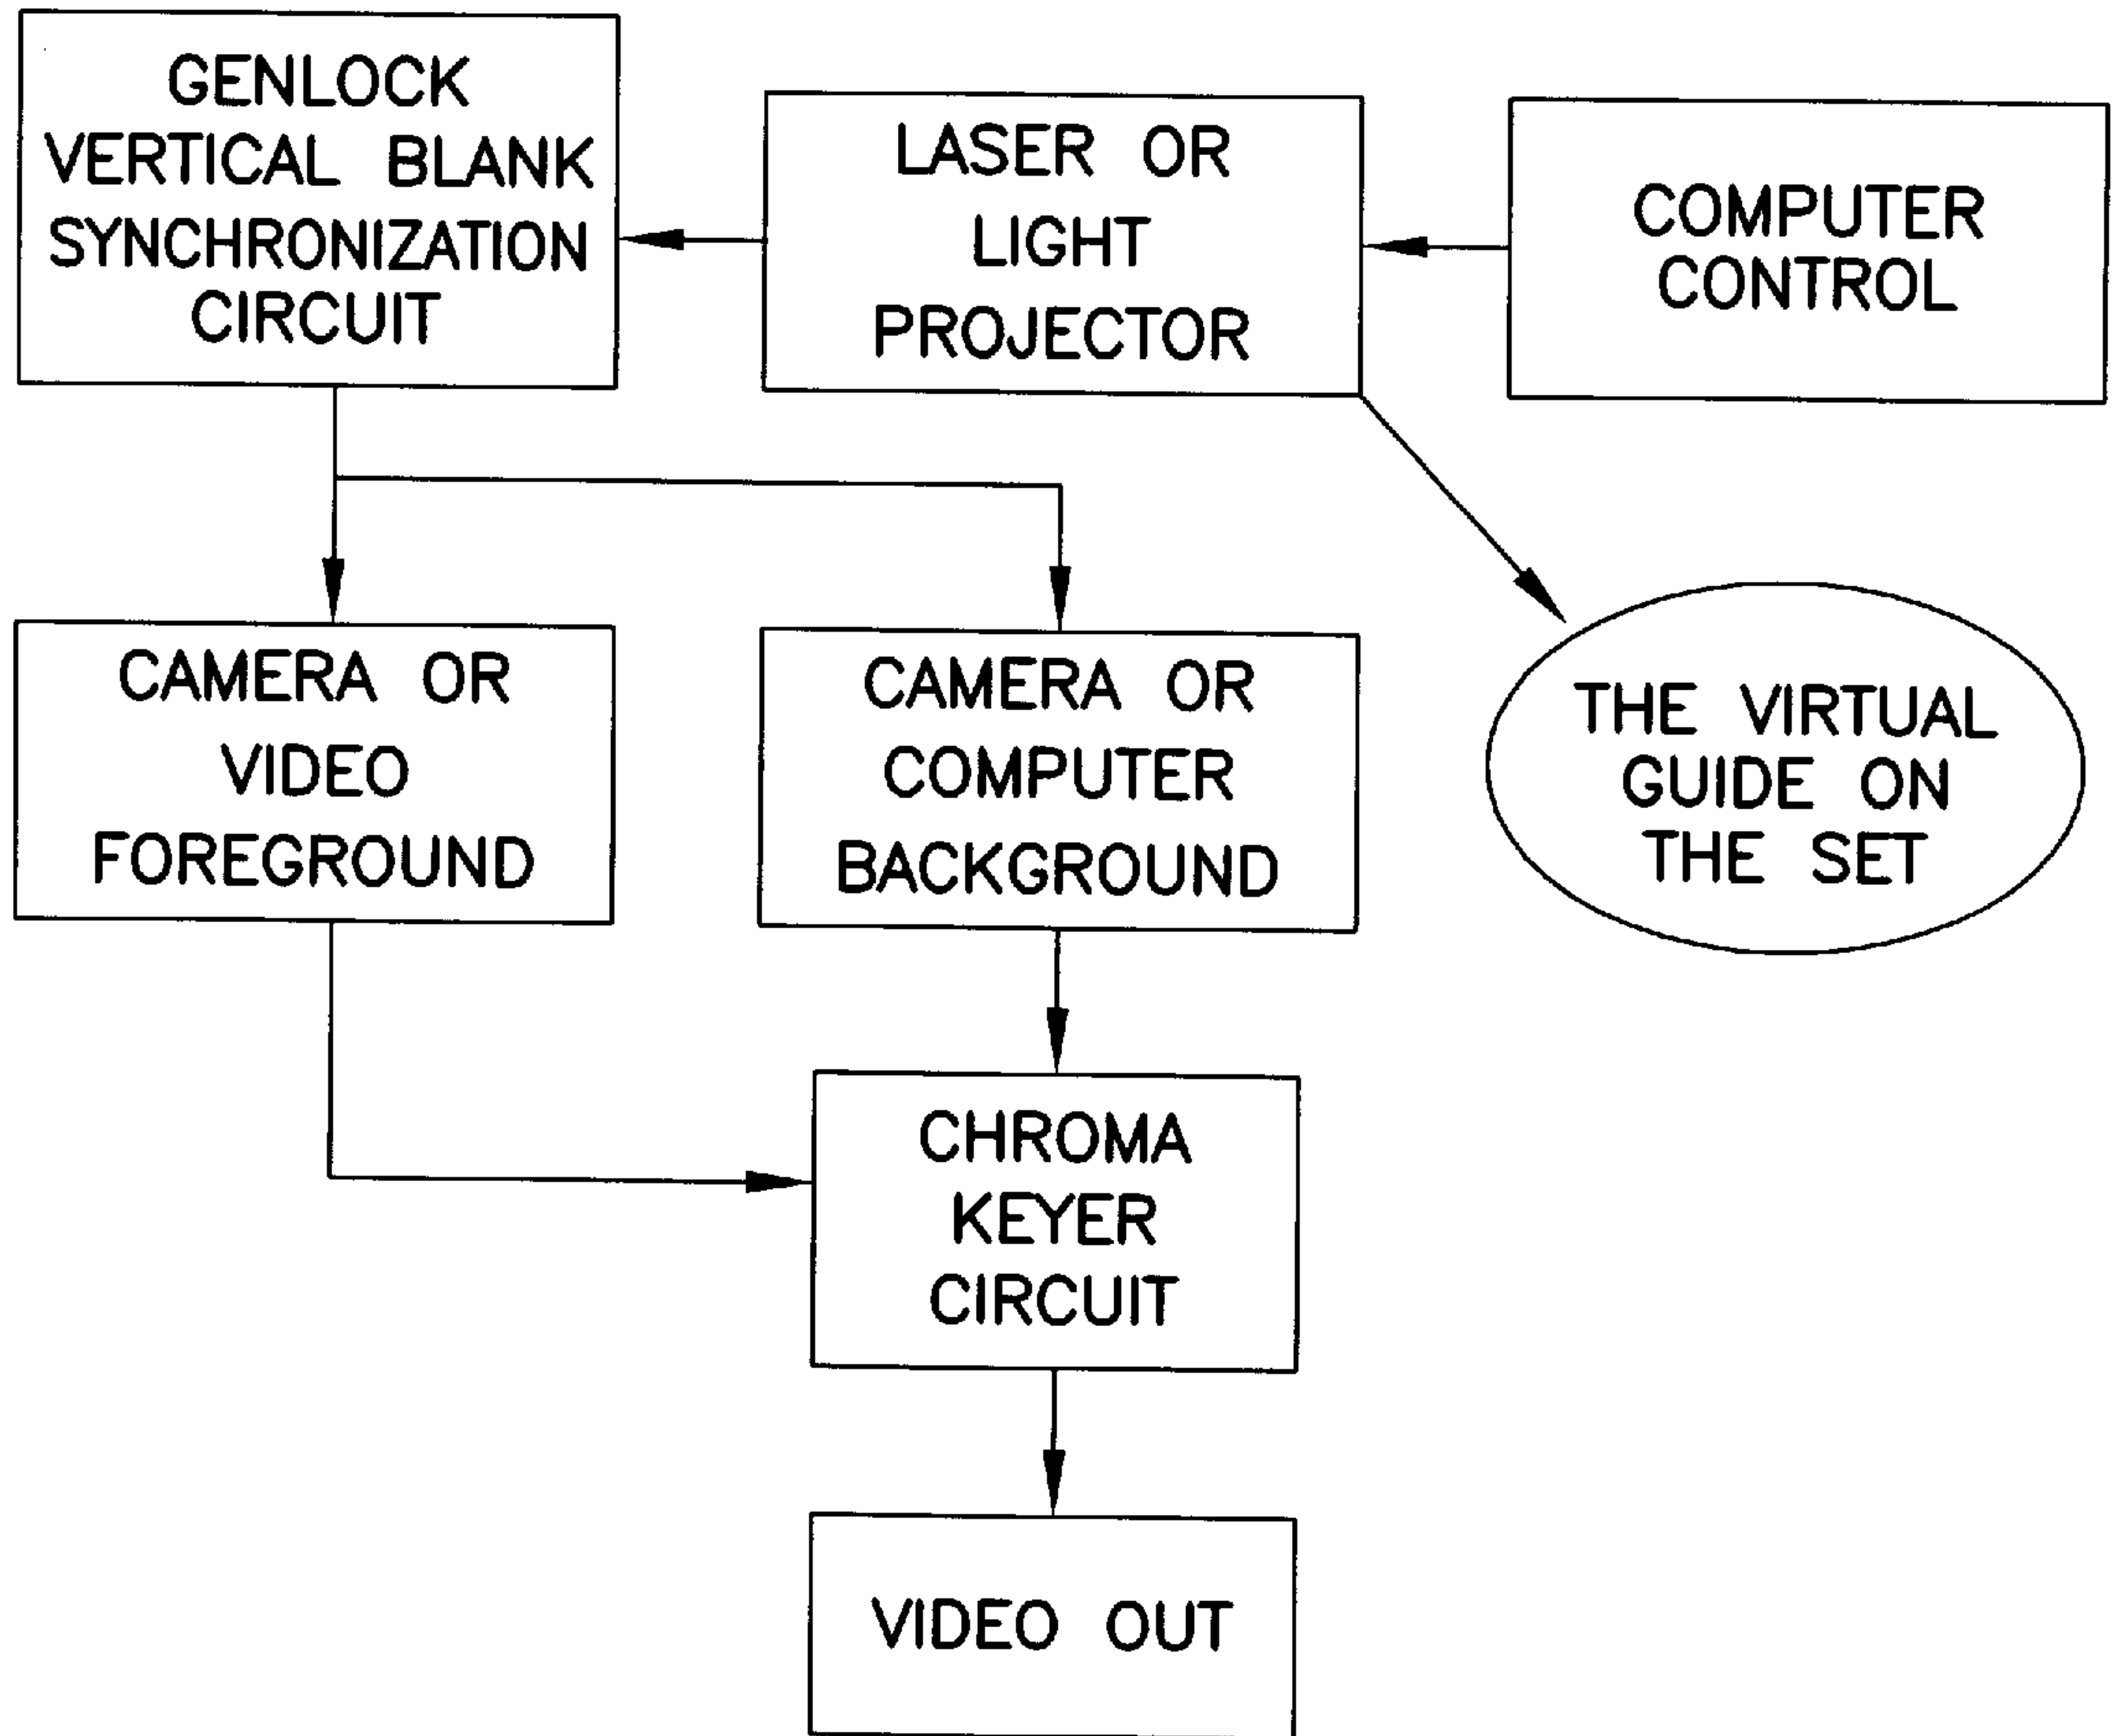 GENLOCK
VERTICAL BLANK
SYNCHRONIZATION
CIRCUIT
LASER OR
LIGHT
PROJECTOR
COMPUTER
CONTROL
CAMERA OR
VIDEO
FOREGROUND
CAMERA OR
COMPUTER
BACKGROUND
THE VIRTUAL
GUIDE ON
THE SET
CHROMA
KEYER
CIRCUIT
VIDEO OUT